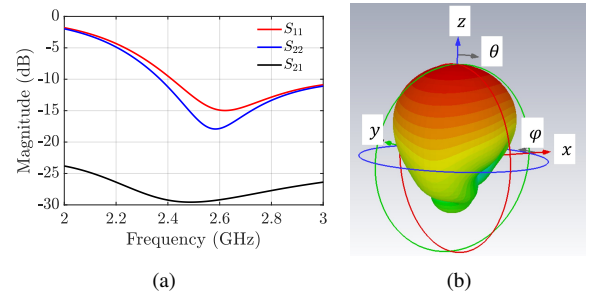 0
-5
-10
-15
-20
-25
-30
Magnitude (dB)
S11
S22
S21
2
2.2
2.4
2.6
2.8
3
Frequency (GHz)
(a)
z
θ
y
φ
x
(b)